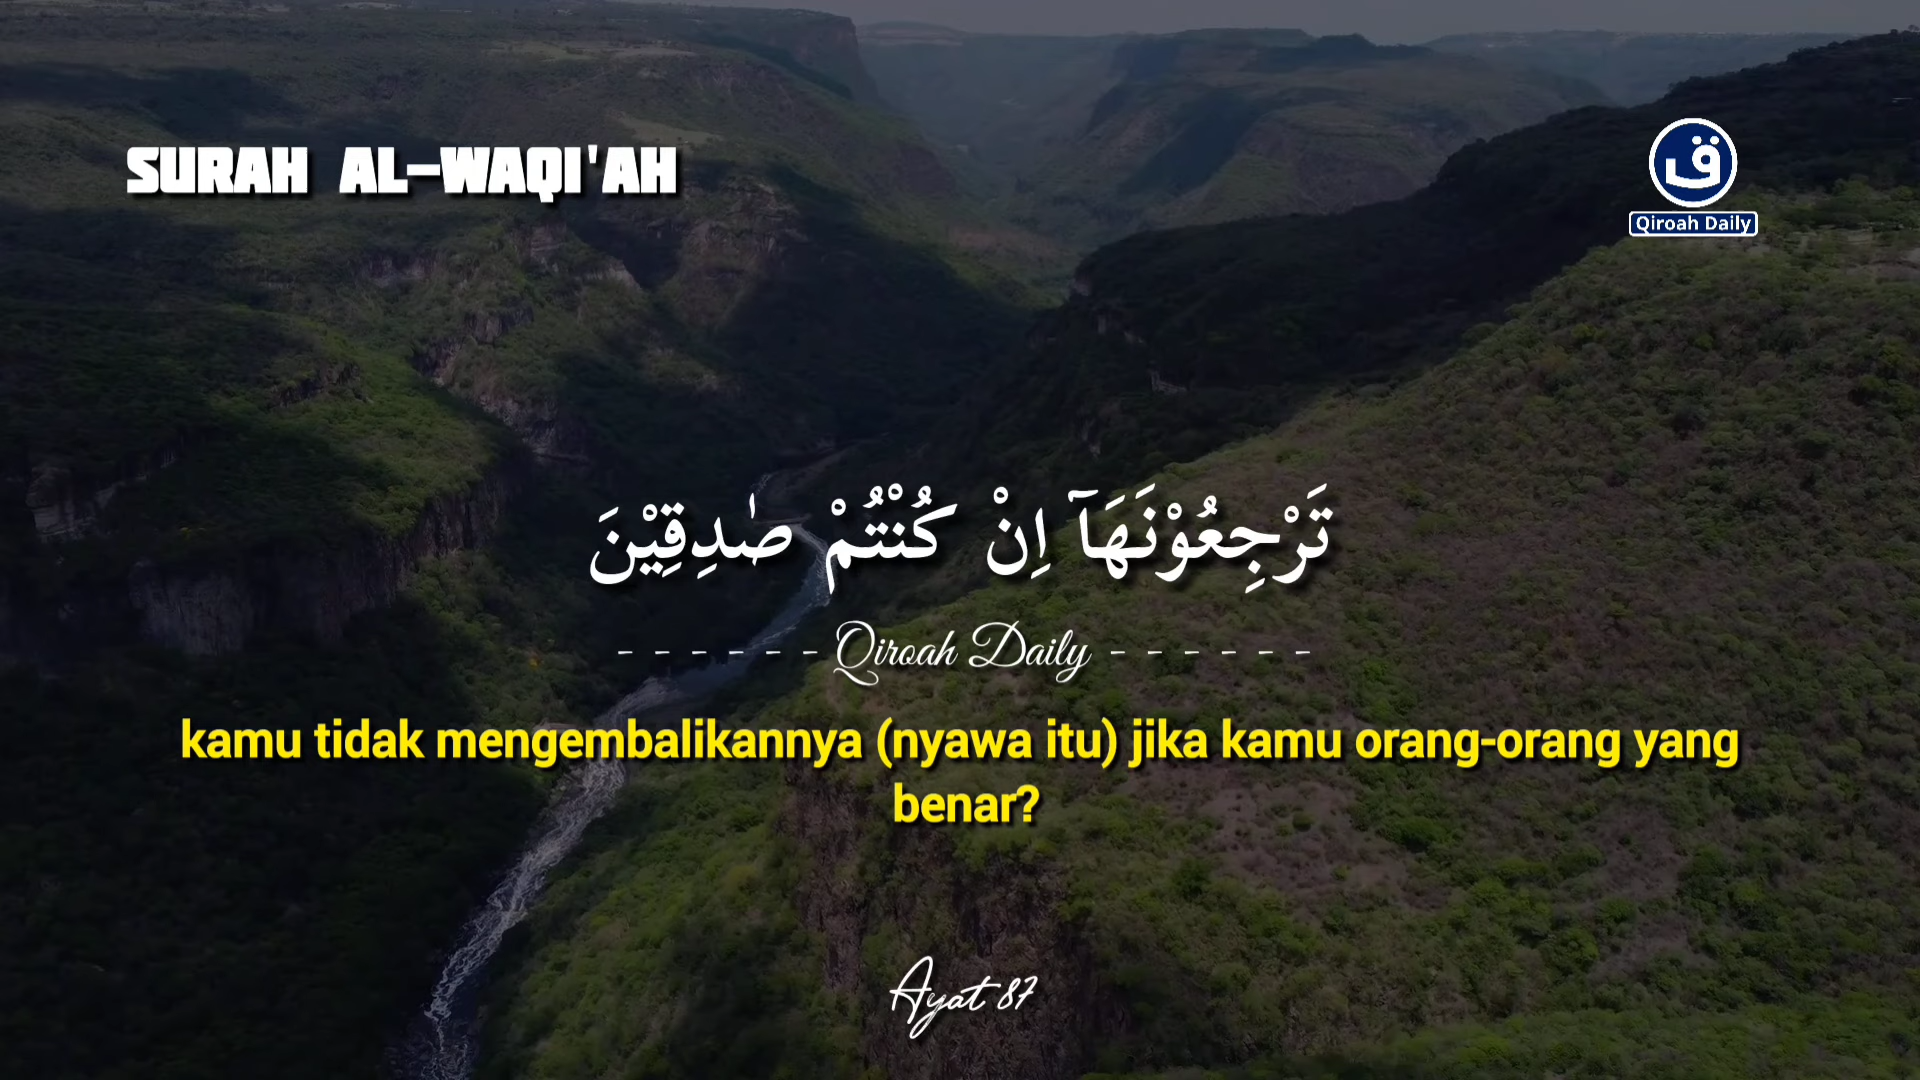 SURAH AL-WAQI'AH
ق
Qiroah Daily
تَرْجِعُوْنَهَآ اِنْ كُنْتُمْ صٰدِقِيْنَ
- - - - - - Qiroah Daily - - - - - -
kamu tidak mengembalikannya (nyawa itu) jika kamu orang-orang yang
benar?
Ayat 87